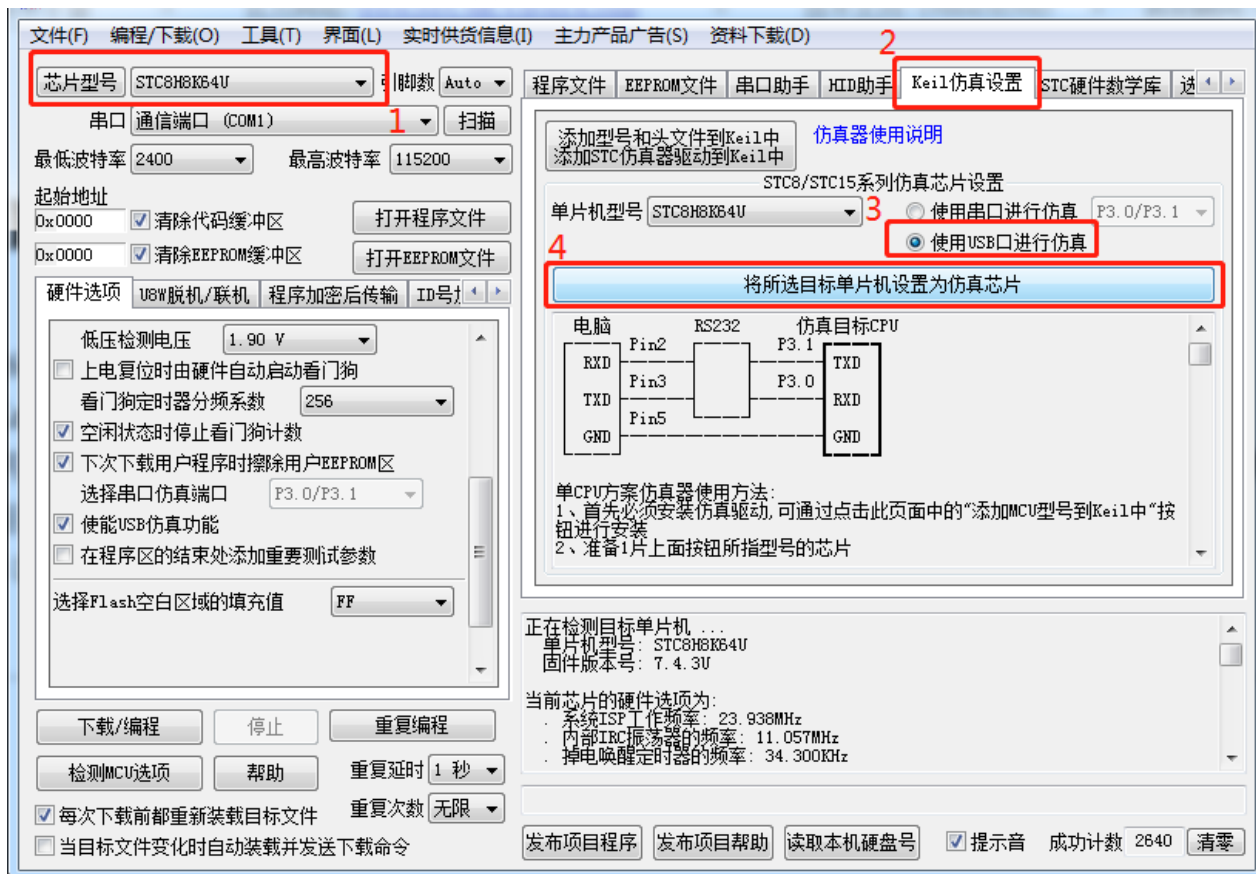 文件(F) 编程/下载(O) 工具(T) 界面(L) 实时供货信息(I) 主力产品广告(S) 资料下载(D)
芯片型号 STC8H8K64U 引脚数 Auto
串口 通信端口 (COM1) 1 扫描
最低波特率 2400 最高波特率 115200
起始地址
0x0000 清除代码缓冲区 打开程序文件
0x0000 清除EEPROM缓冲区 打开EEPROM文件
硬件选项 U8W脱机/联机 程序加密后传输 ID号
低压检测电压 1.90 V
上电复位时由硬件自动启动看门狗
看门狗定时器分频系数 256
空闲状态时停止看门狗计数
下次下载用户程序时擦除用户EEPROM区
选择串口仿真端口 P3.0/P3.1
使能USB仿真功能
在程序区的结束处添加重要测试参数
选择Flash空白区域的填充值 FF
下载/编程 停止 重复编程
检测MCU选项 帮助 重复延时 1 秒
每次下载前都重新装载目标文件 重复次数 无限
当目标文件变化时自动装载并发送下载命令
2
程序文件 EEPROM文件 串口助手 HID助手 Keil仿真设置 STC硬件数学库
添加型号和头文件到Keil中
添加STC仿真器驱动到Keil中
仿真器使用说明
STC8/STC15系列仿真芯片设置
单片机型号 STC8H8K64U 3 使用串口进行仿真 P3.0/P3.1
使用USB口进行仿真
4
将所选目标单片机设置为仿真芯片
电脑 RS232 仿真目标CPU
Pin2 P3.1
RXD TXD
Pin3 P3.0
TXD RXD
Pin5
GND GND
单CPU方案仿真器使用方法:
1、首先必须安装仿真驱动,可通过点击此页面中的“添加MCU型号到Keil中“按
钮进行安装
2、准备1片上面按钮所指型号的芯片
正在检测目标单片机 ...
单片机型号: STC8H8K64U
固件版本号: 7.4.3U
当前芯片的硬件选项为:
. 系统ISP工作频率: 23.938MHz
. 内部IRC振荡器的频率: 11.057MHz
. 掉电唤醒定时器的频率: 34.300KHz
发布项目程序 发布项目帮助 读取本机硬盘号 提示音 成功计数 2640 清零